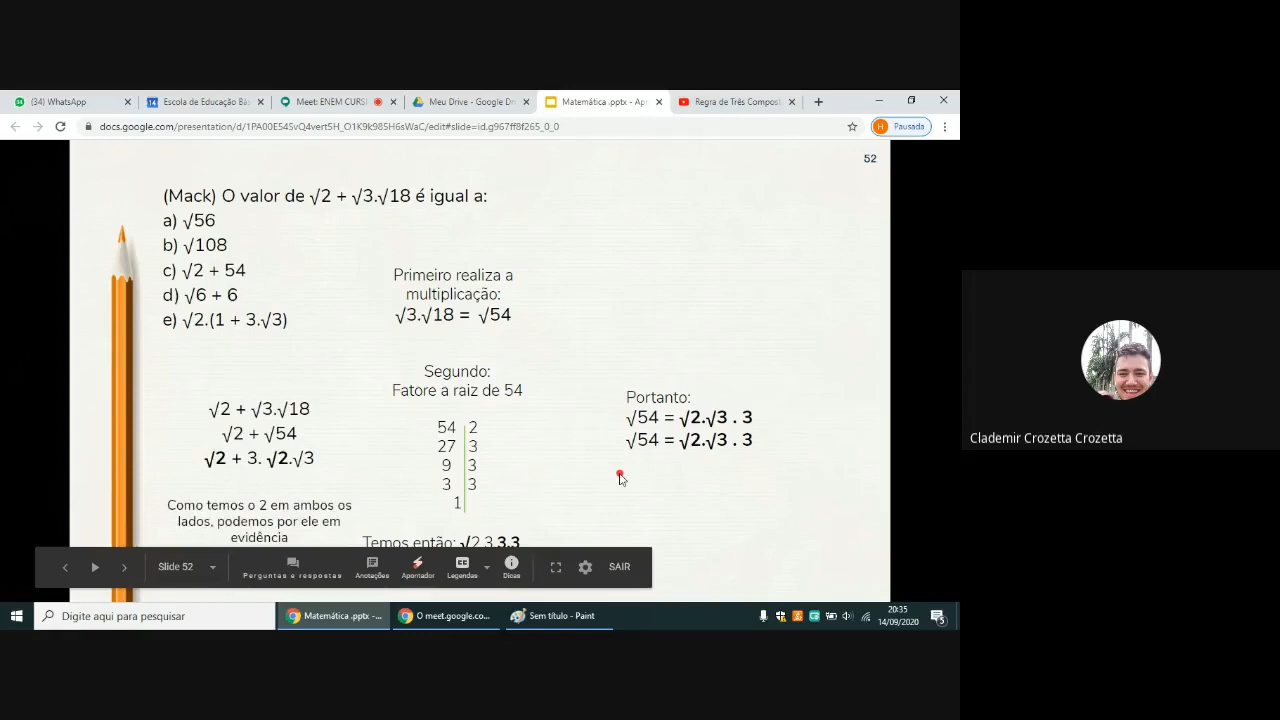 (34) WhatsApp
Escola de Educação Bás
Meet: ENEM CURSI
Meu Drive - Google Dri
Matemática .pptx - Apr
Regra de Três Compost
docs.google.com/presentation/d/1PA00E54SvQ4vert5H_O1K9k985H6sWaC/edit#slide=id.g967ff8f265_0_0
Pausada
52
(Mack) O valor de √2 + √3.√18 é igual a:
a) √56
b) √108
c) √2 + 54
d) √6 + 6
e) √2.(1 + 3.√3)
Primeiro realiza a
multiplicação:
√3.√18 = √54
Segundo:
Fatore a raiz de 54
54 2
27 3
9 3
3 3
1
Temos então: √2.3.3.3
√2 + √3.√18
√2 + √54
√2 + 3. √2.√3
Como temos o 2 em ambos os
lados, podemos por ele em
evidência
Portanto:
√54 = √2.√3 . 3
√54 = √2.√3 . 3
Clademir Crozetta Crozetta
Slide 52
Perguntas e respostas
Anotações
Apontador
Legendas
Dicas
SAIR
Digite aqui para pesquisar
Matemática .pptx -...
O meet.google.co...
Sem título - Paint
20:35
14/09/2020
5